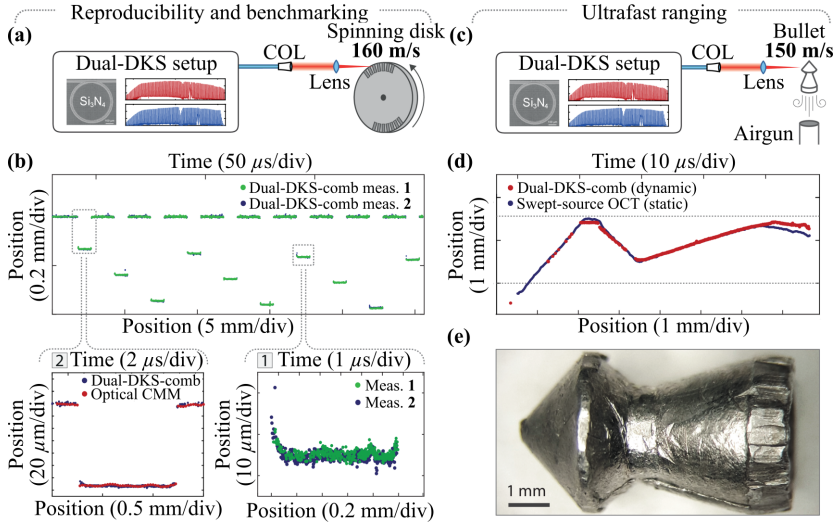 Reproducibility and benchmarking
Ultrafast ranging
(a)
Dual-DKS setup
Si₃N₄
COL
Lens
Spinning disk
160 m/s
(c)
Dual-DKS setup
Si₃N₄
COL
Lens
Bullet
150 m/s
Airgun
(b)
Time (50 µs/div)
Dual-DKS-comb meas. 1
Dual-DKS-comb meas. 2
Position
(0.2 mm/div)
Position (5 mm/div)
2 Time (2 µs/div)
Dual-DKS-comb
Optical CMM
Position
(20 µm/div)
Position (0.5 mm/div)
1 Time (1 µs/div)
Meas. 1
Meas. 2
Position
(10 µm/div)
Position (0.2 mm/div)
(d)
Time (10 µs/div)
Dual-DKS-comb (dynamic)
Swept-source OCT (static)
Position
(1 mm/div)
Position (1 mm/div)
(e)
1 mm